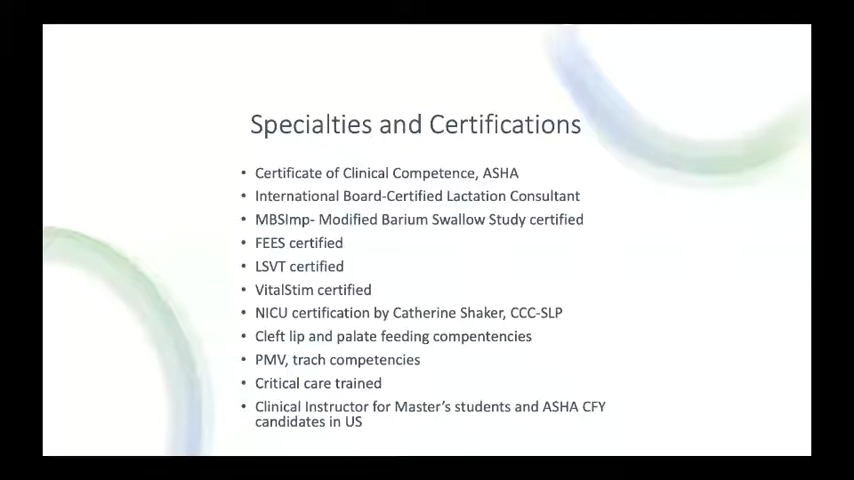 Specialties and Certifications
• Certificate of Clinical Competence, ASHA
• International Board-Certified Lactation Consultant
• MBSImp- Modified Barium Swallow Study certified
• FEES certified
• LSVT certified
• VitalStim certified
• NICU certification by Catherine Shaker, CCC-SLP
• Cleft lip and palate feeding compentencies
• PMV, trach competencies
• Critical care trained
• Clinical Instructor for Master's students and ASHA CFY
candidates in US